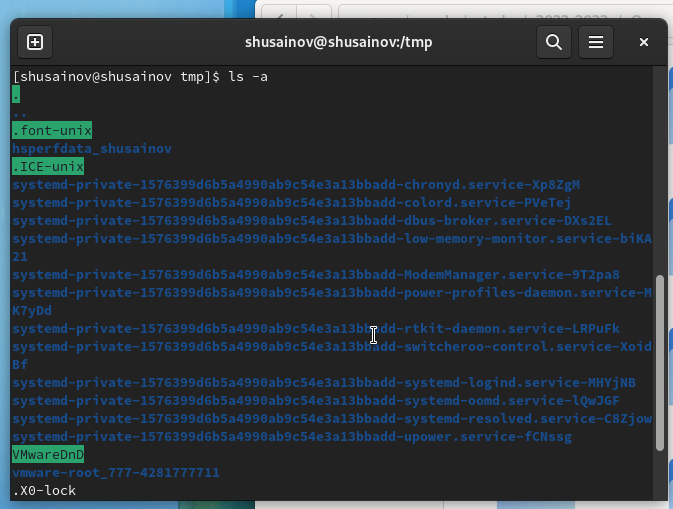 shusainov@shusainov:/tmp
[shusainov@shusainov tmp]$ ls -a
.
..
.font-unix
hsperfdata_shusainov
.ICE-unix
systemd-private-1576399d6b5a4990ab9c54e3a13bbadd-chronyd.service-Xp8ZgM
systemd-private-1576399d6b5a4990ab9c54e3a13bbadd-colord.service-PVeTej
systemd-private-1576399d6b5a4990ab9c54e3a13bbadd-dbus-broker.service-DXs2EL
systemd-private-1576399d6b5a4990ab9c54e3a13bbadd-low-memory-monitor.service-biKA
21
systemd-private-1576399d6b5a4990ab9c54e3a13bbadd-ModemManager.service-9T2pa8
systemd-private-1576399d6b5a4990ab9c54e3a13bbadd-power-profiles-daemon.service-M
K7yDd
systemd-private-1576399d6b5a4990ab9c54e3a13bbadd-rtkit-daemon.service-LRPuFk
systemd-private-1576399d6b5a4990ab9c54e3a13bbadd-switcheroo-control.service-Xoid
Bf
systemd-private-1576399d6b5a4990ab9c54e3a13bbadd-systemd-logind.service-MHYjNB
systemd-private-1576399d6b5a4990ab9c54e3a13bbadd-systemd-oomd.service-lQwJGF
systemd-private-1576399d6b5a4990ab9c54e3a13bbadd-systemd-resolved.service-C8Zjow
systemd-private-1576399d6b5a4990ab9c54e3a13bbadd-upower.service-fCNssg
VMwareDnD
vmware-root_777-4281777711
.X0-lock